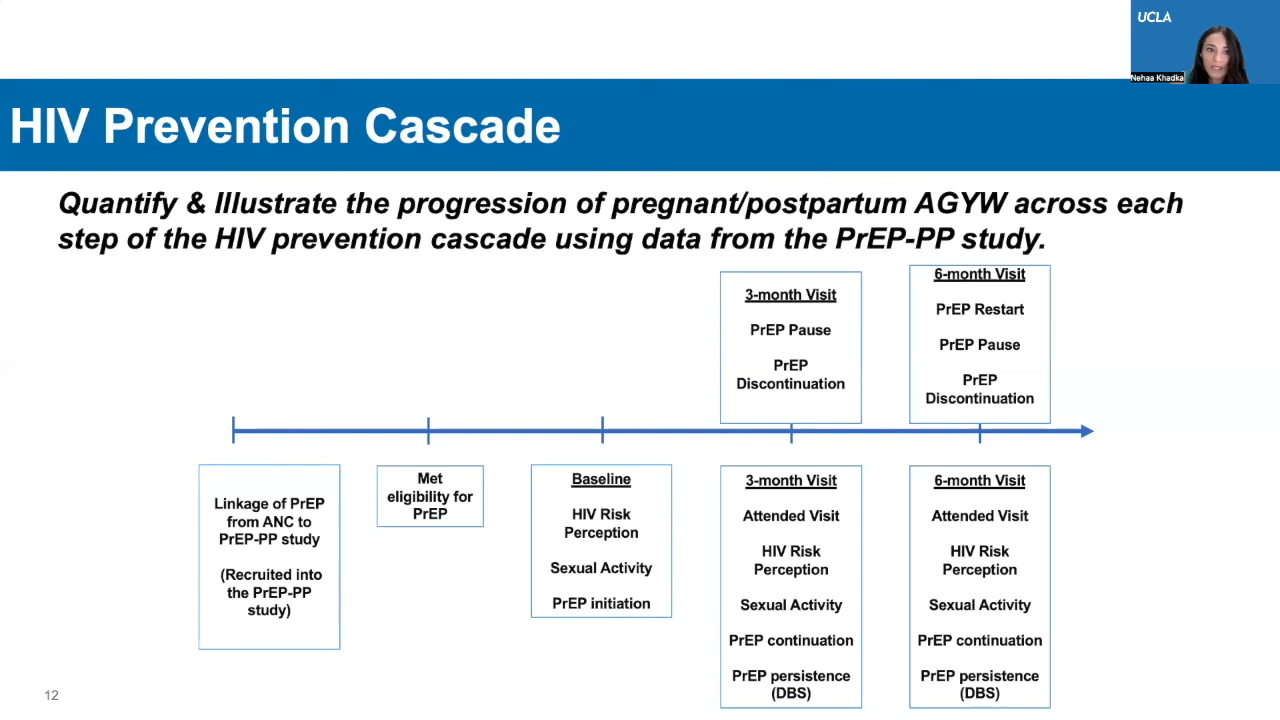 UCLA
Nehaa Khadka
HIV Prevention Cascade
Quantify & Illustrate the progression of pregnant/postpartum AGYW across each
step of the HIV prevention cascade using data from the PrEP-PP study.
3-month Visit
PrEP Pause
PrEP
Discontinuation
6-month Visit
PrEP Restart
PrEP Pause
PrEP
Discontinuation
Linkage of PrEP
from ANC to
PrEP-PP study
(Recruited into
the PrEP-PP
study)
Met
eligibility for
PrEP
Baseline
HIV Risk
Perception
Sexual Activity
PrEP initiation
3-month Visit
Attended Visit
HIV Risk
Perception
Sexual Activity
PrEP continuation
PrEP persistence
(DBS)
6-month Visit
Attended Visit
HIV Risk
Perception
Sexual Activity
PrEP continuation
PrEP persistence
(DBS)
12